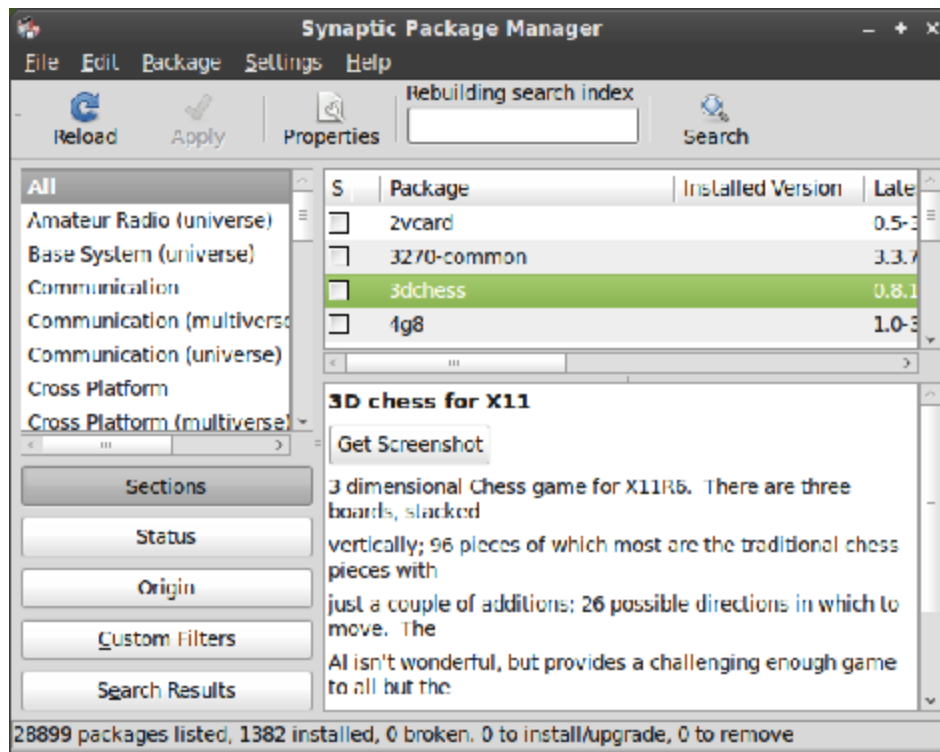 Synaptic Package Manager
File Edit Package Settings Help
Rebuilding search index
Reload Apply Properties Search
All
Amateur Radio (universe)
Base System (universe)
Communication
Communication (multiverse
Communication (universe)
Cross Platform
Cross Platform (multiverse)
Sections
Status
Origin
Custom Filters
Search Results
S Package Installed Version Late
2vcard 0.5-3
3270-common 3.3.7
3dchess 0.8.1
4g8 1.0-3
3D chess for X11
Get Screenshot
3 dimensional Chess game for X11R6. There are three
boards, stacked
vertically; 96 pieces of which most are the traditional chess
pieces with
just a couple of additions; 26 possible directions in which to
move. The
AI isn't wonderful, but provides a challenging enough game
to all but the
28899 packages listed, 1382 installed, 0 broken. 0 to install/upgrade, 0 to remove